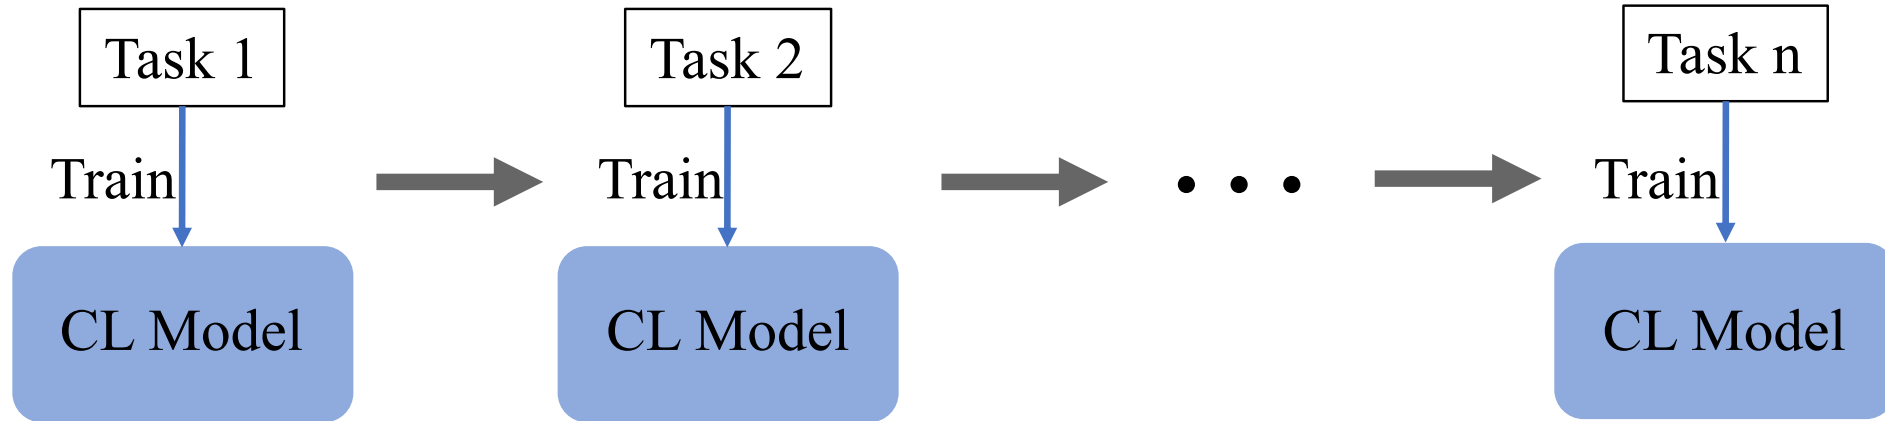 Task 1
Task 2
Task n
Train
Train
• • •
Train
CL Model
CL Model
CL Model